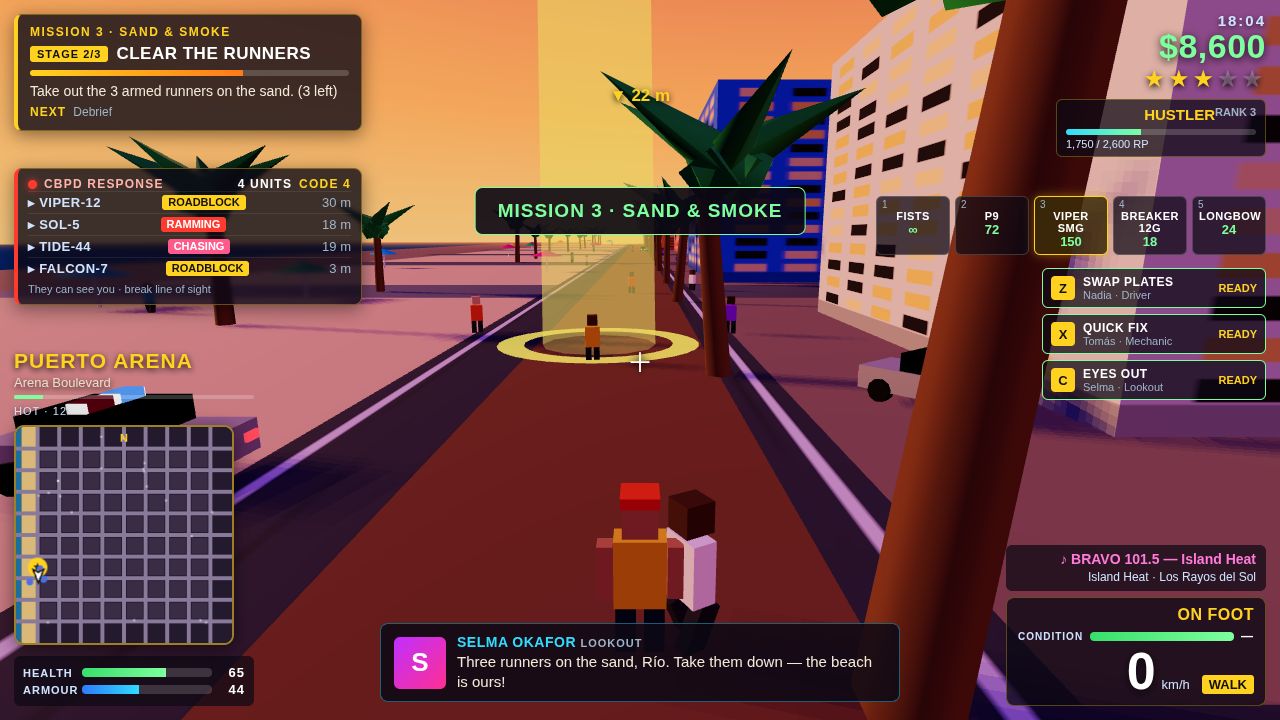 MISSION 3 · SAND & SMOKE
STAGE 2/3 CLEAR THE RUNNERS
Take out the 3 armed runners on the sand. (3 left)
NEXT Debrief
CBPD RESPONSE 4 UNITS CODE 4
▸ VIPER-12 ROADBLOCK 30 m
▸ SOL-5 RAMMING 18 m
▸ TIDE-44 CHASING 19 m
▸ FALCON-7 ROADBLOCK 3 m
They can see you · break line of sight
PUERTO ARENA
Arena Boulevard
HOT · 12
N
HEALTH 65
ARMOUR 44
▼ 22 m
MISSION 3 · SAND & SMOKE
18:04
$8,600
★★★★★
HUSTLER RANK 3
1,750 / 2,600 RP
1 FISTS ∞
2 P9 72
3 VIPER SMG 150
4 BREAKER 12G 18
5 LONGBOW 24
Z SWAP PLATES READY
Nadia · Driver
X QUICK FIX READY
Tomás · Mechanic
C EYES OUT READY
Selma · Lookout
♪ BRAVO 101.5 — Island Heat
Island Heat · Los Rayos del Sol
ON FOOT
CONDITION —
0 km/h WALK
S
SELMA OKAFOR LOOKOUT
Three runners on the sand, Río. Take them down — the beach
is ours!